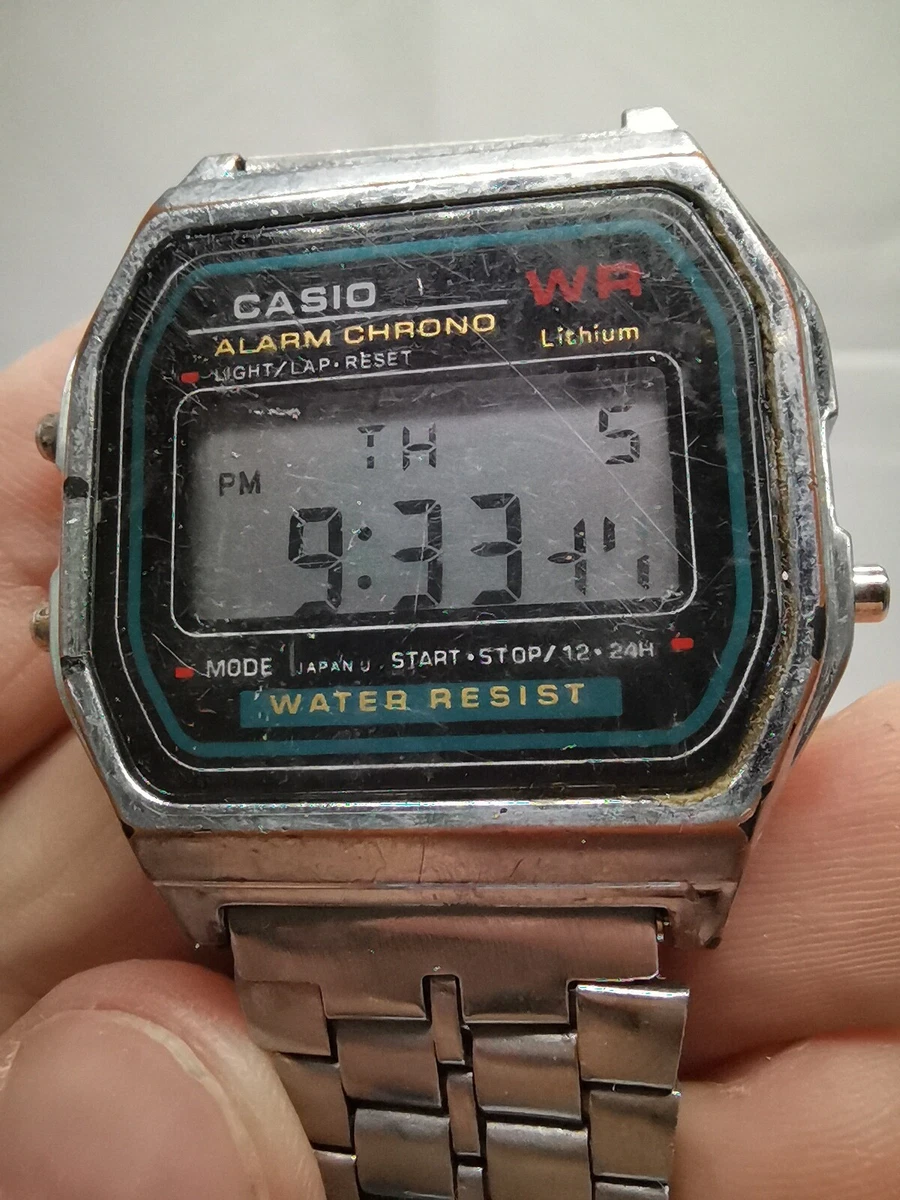 CASIO
WR
ALARM CHRONO
Lithium
LIGHT/LAP•RESET
TH 5
PM
9:33
MODE
JAPAN
START•STOP/12•24H
WATER RESIST